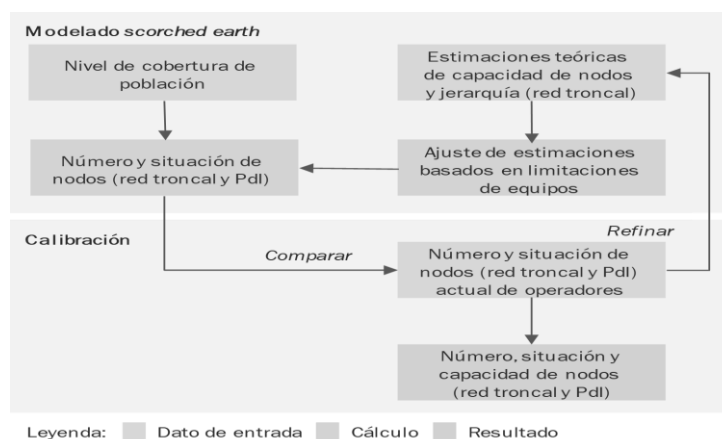 Modelado scorched earth
Nivel de cobertura de
población
Estimaciones teóricas
de capacidad de nodos
y jerarquía (red troncal)
Número y situación de
nodos (red troncal y PdI)
Ajuste de estimaciones
basados en limitaciones
de equipos
Calibración
Comparar
Refinar
Número y situación de
nodos (red troncal y PdI)
actual de operadores
Número, situación y
capacidad de nodos
(red troncal y PdI)
Leyenda: Dato de entrada Cálculo Resultado